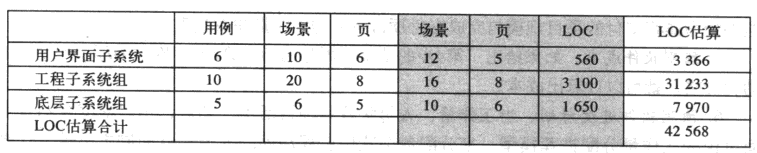 用例 场景 页 场景 页 LOC LOC估算
用户界面子系统 6 10 6 12 5 560 3 366
工程子系统组 10 20 8 16 8 3 100 31 233
底层子系统组 5 6 5 10 6 1 650 7 970
LOC估算合计 42 568